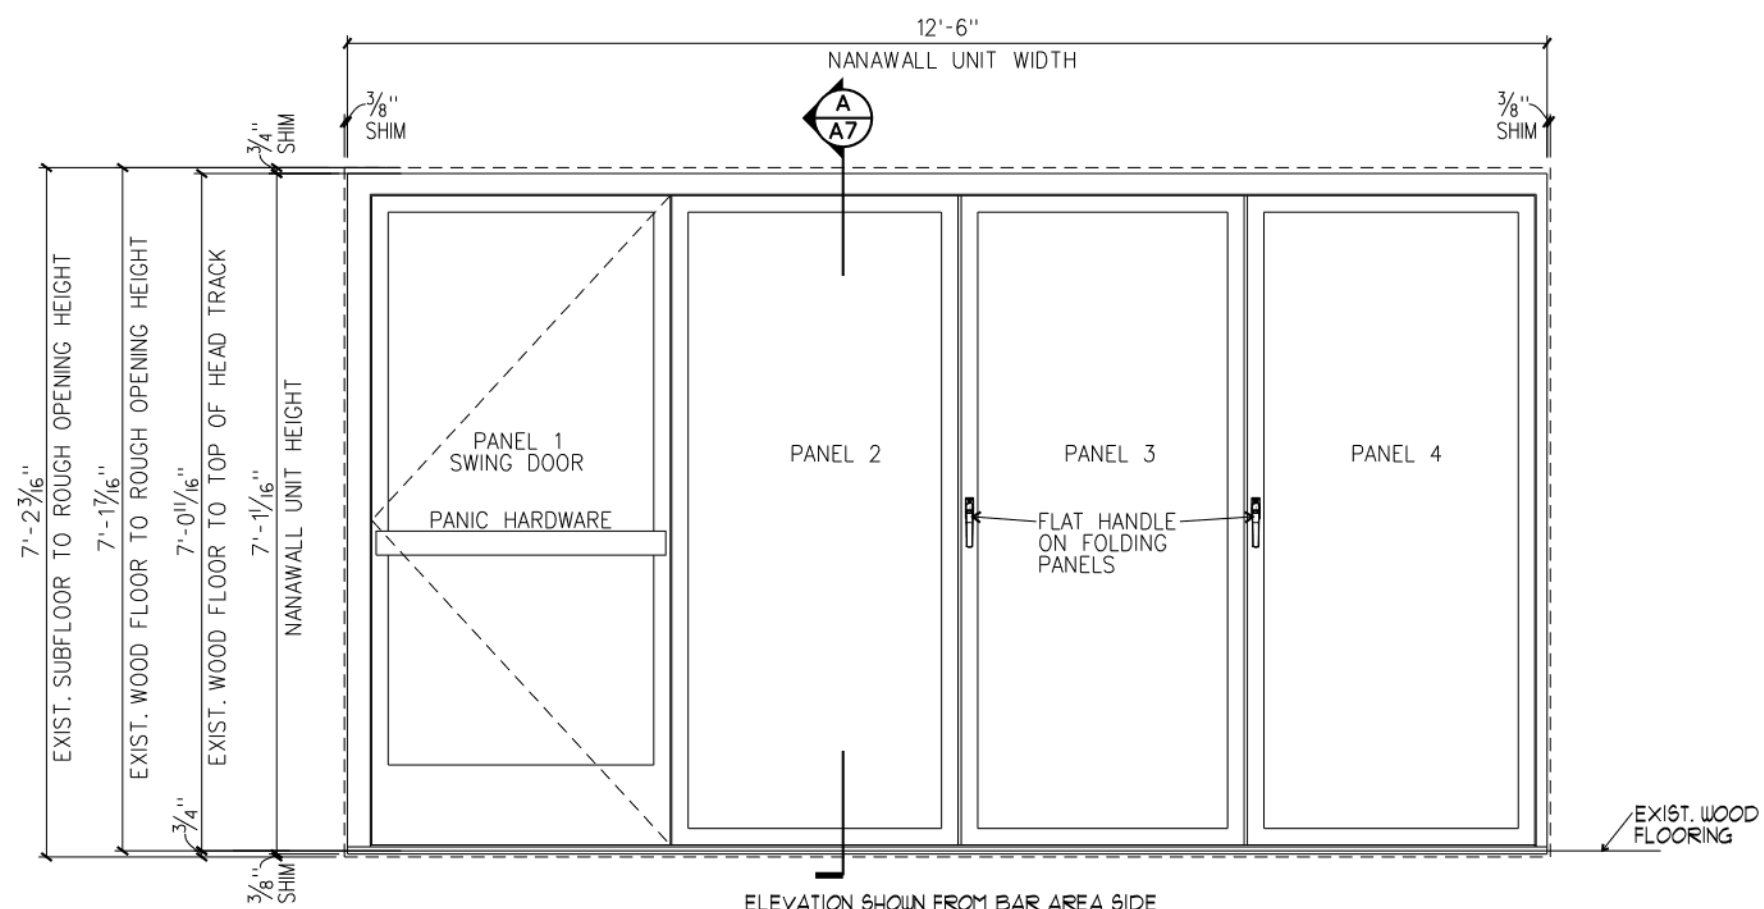 12'-6"
NANAWALL UNIT WIDTH
3/8"
SHIM
3/8"
SHIM
3/4"
SHIM
A
A7
7'-2 3/16"
EXIST. SUBFLOOR TO ROUGH OPENING HEIGHT
7'-1 7/16"
EXIST. WOOD FLOOR TO ROUGH OPENING HEIGHT
7'-0 11/16"
EXIST. WOOD FLOOR TO TOP OF HEAD TRACK
7'-1 1/16"
NANAWALL UNIT HEIGHT
PANEL 1
SWING DOOR
PANIC HARDWARE
PANEL 2
PANEL 3
PANEL 4
FLAT HANDLE
ON FOLDING
PANELS
3/4"
3/8"
SHIM
EXIST. WOOD
FLOORING
ELEVATION SHOWN FROM BAR AREA SIDE